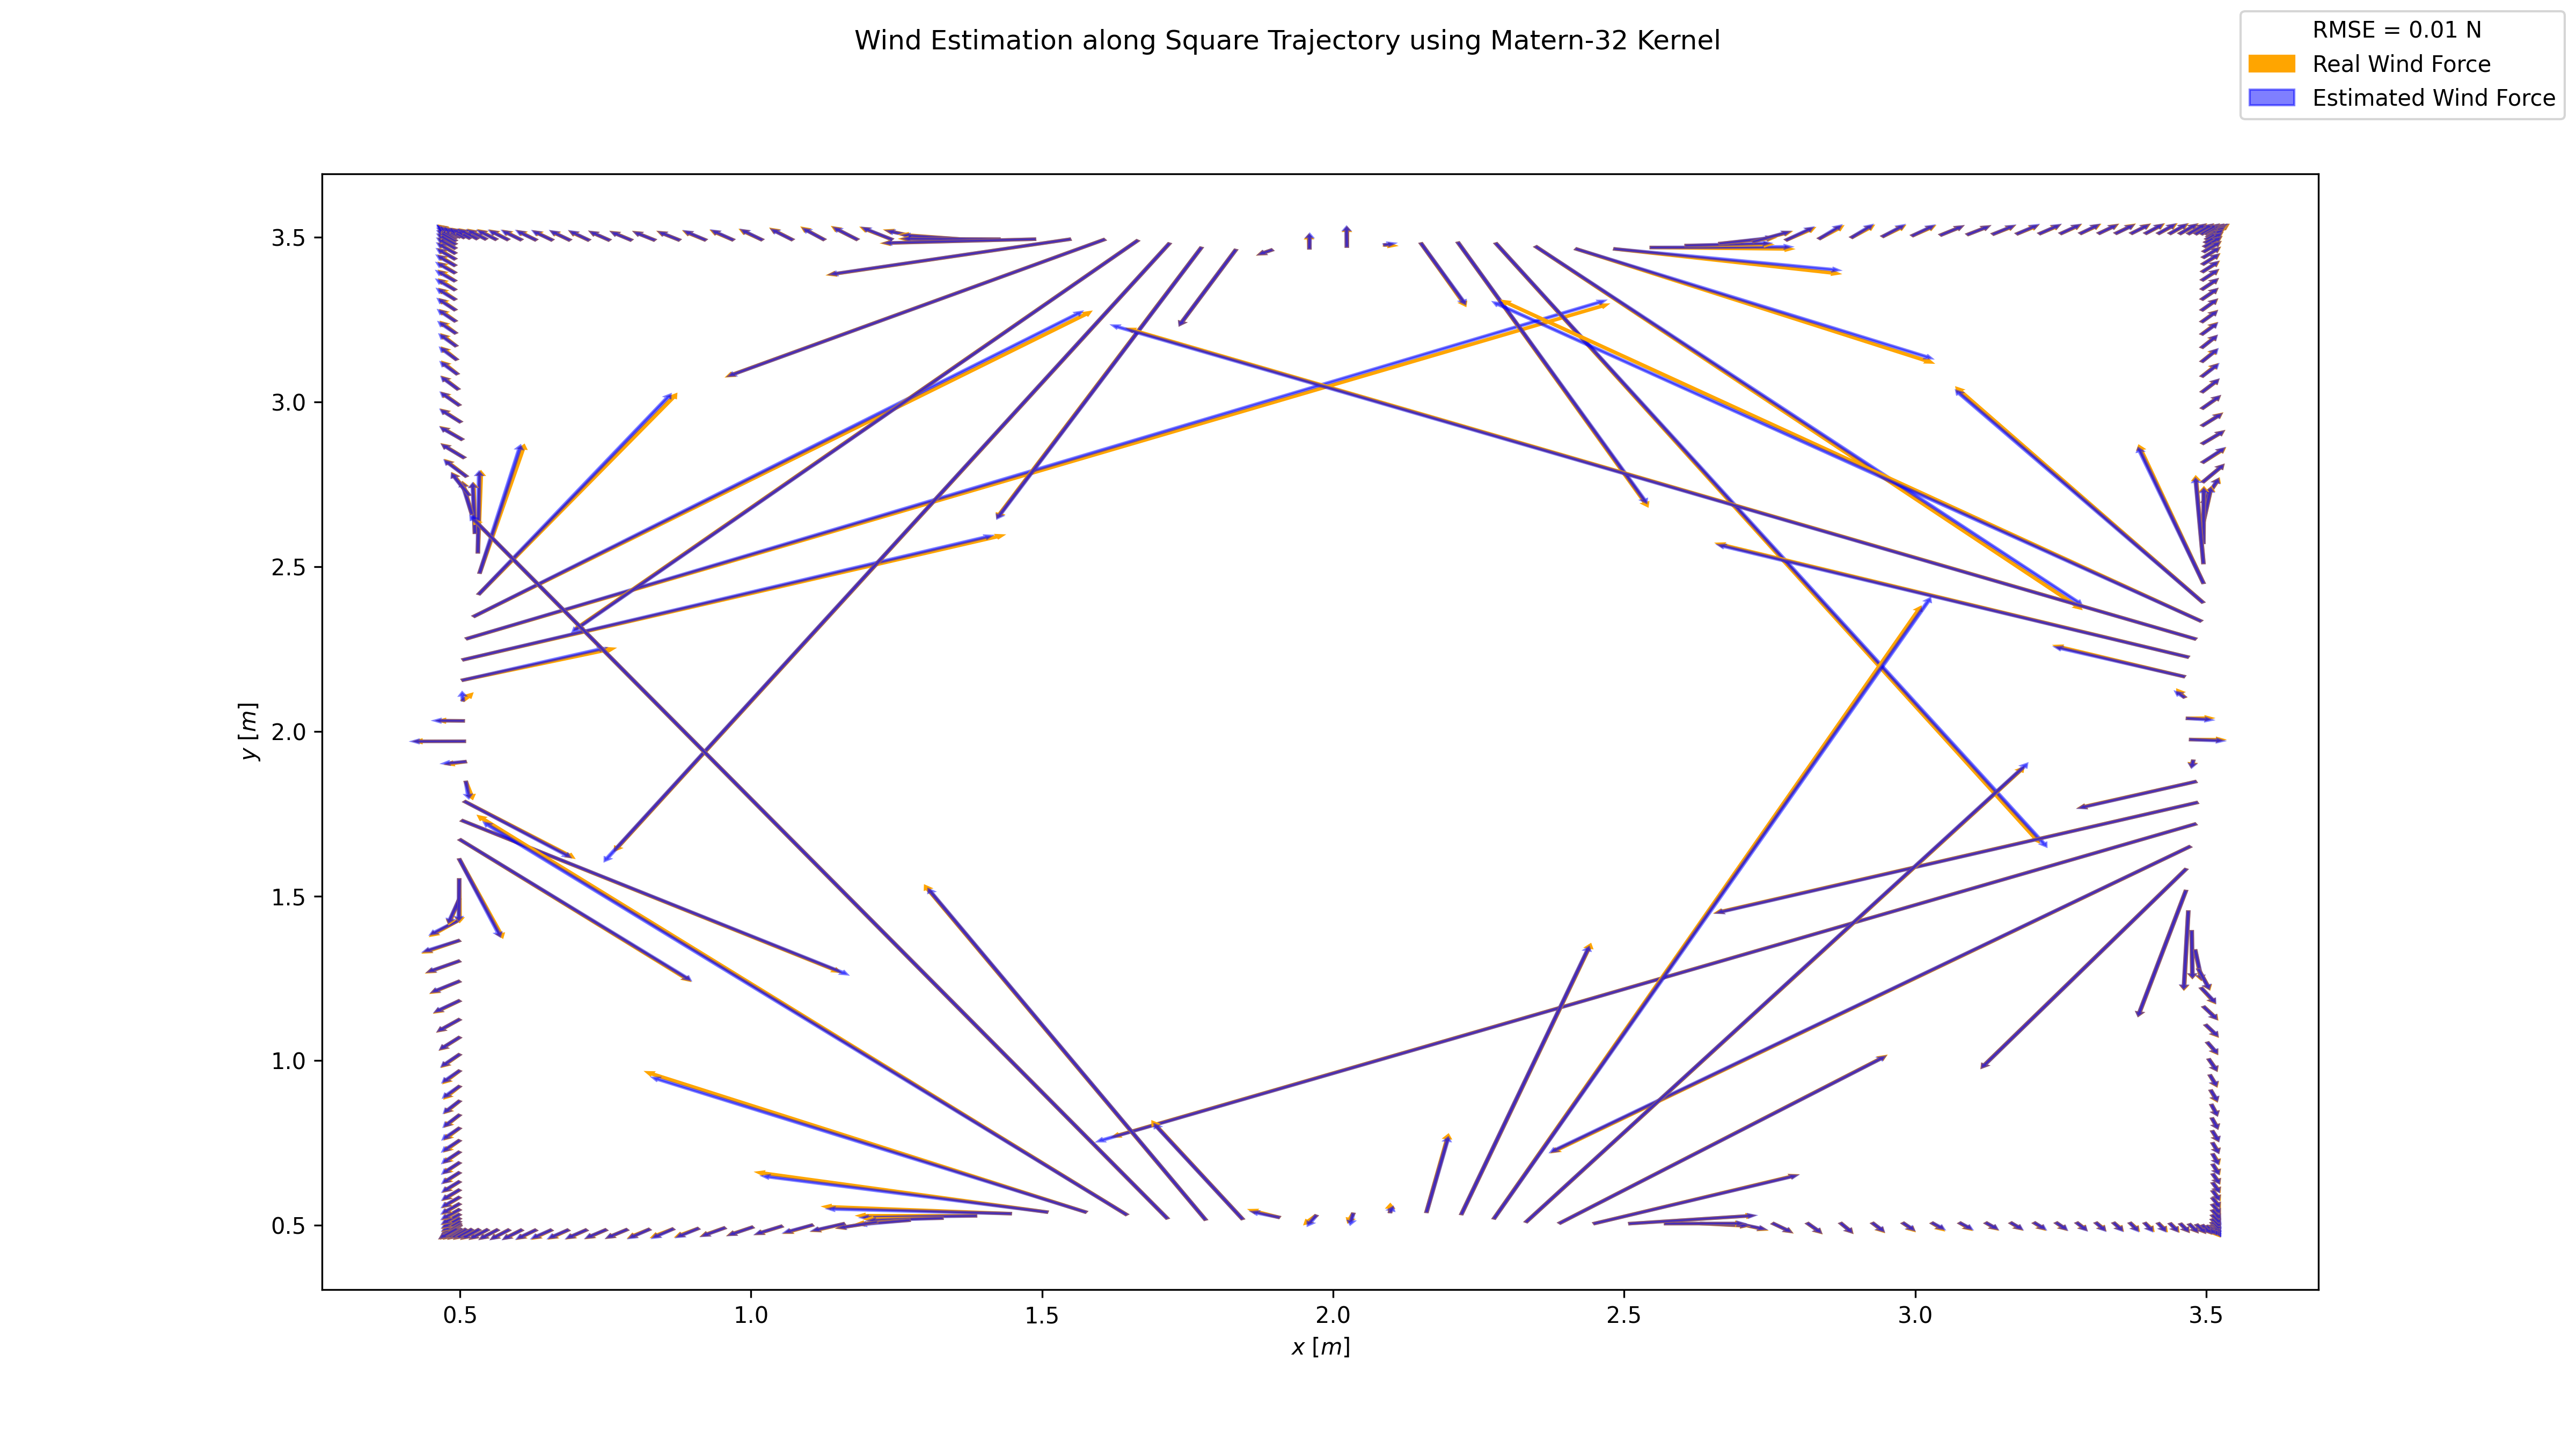 Wind Estimation along Square Trajectory using Matern-32 Kernel
RMSE = 0.01 N
Real Wind Force
Estimated Wind Force
3.5
3.0
2.5
2.0
1.5
1.0
0.5
y [m]
0.5 1.0 1.5 2.0 2.5 3.0 3.5
x [m]